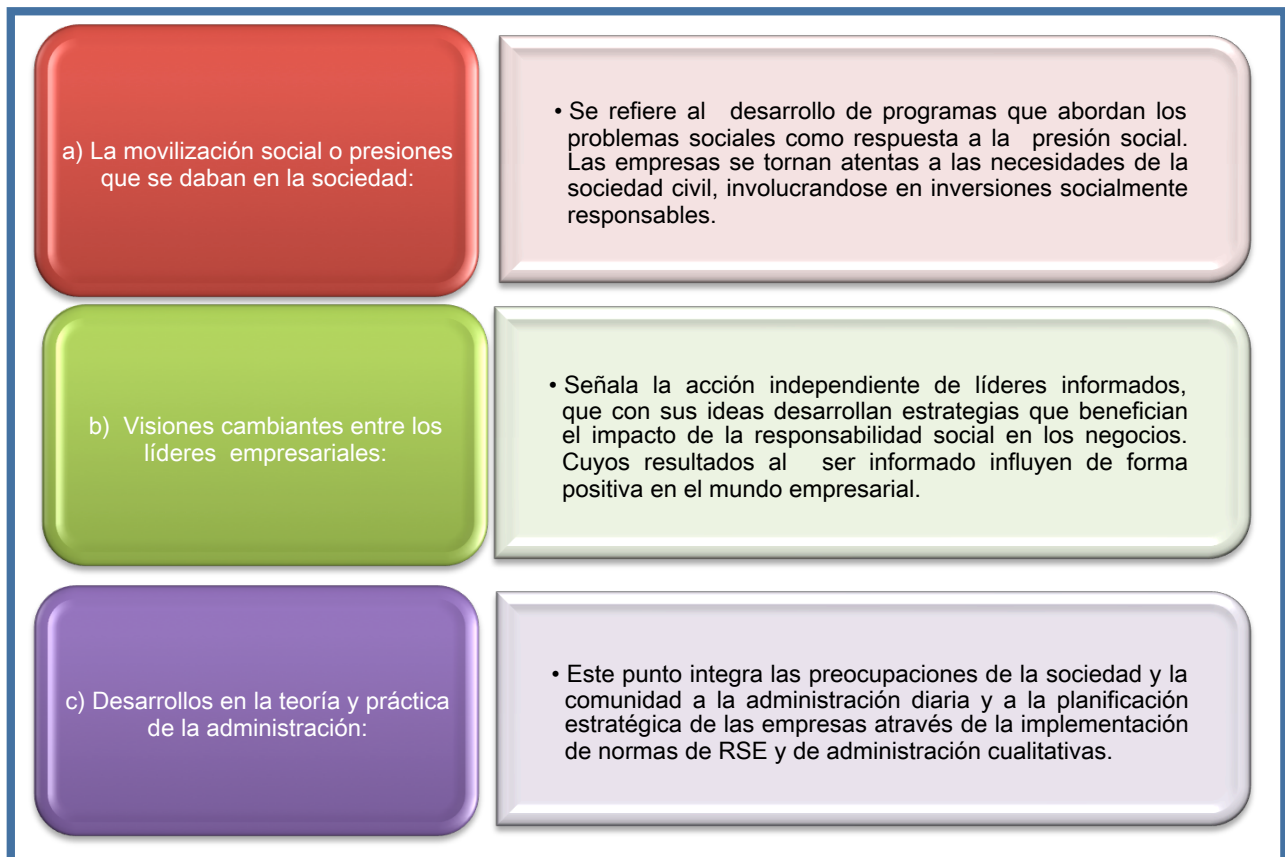 a) La movilización social o presiones
que se daban en la sociedad:
• Se refiere al desarrollo de programas que abordan los
problemas sociales como respuesta a la presión social.
Las empresas se tornan atentas a las necesidades de la
sociedad civil, involucrandose en inversiones socialmente
responsables.
b) Visiones cambiantes entre los
líderes empresariales:
• Señala la acción independiente de líderes informados,
que con sus ideas desarrollan estrategias que benefician
el impacto de la responsabilidad social en los negocios.
Cuyos resultados al ser informado influyen de forma
positiva en el mundo empresarial.
c) Desarrollos en la teoría y práctica
de la administración:
• Este punto integra las preocupaciones de la sociedad y la
comunidad a la administración diaria y a la planificación
estratégica de las empresas através de la implementación
de normas de RSE y de administración cualitativas.